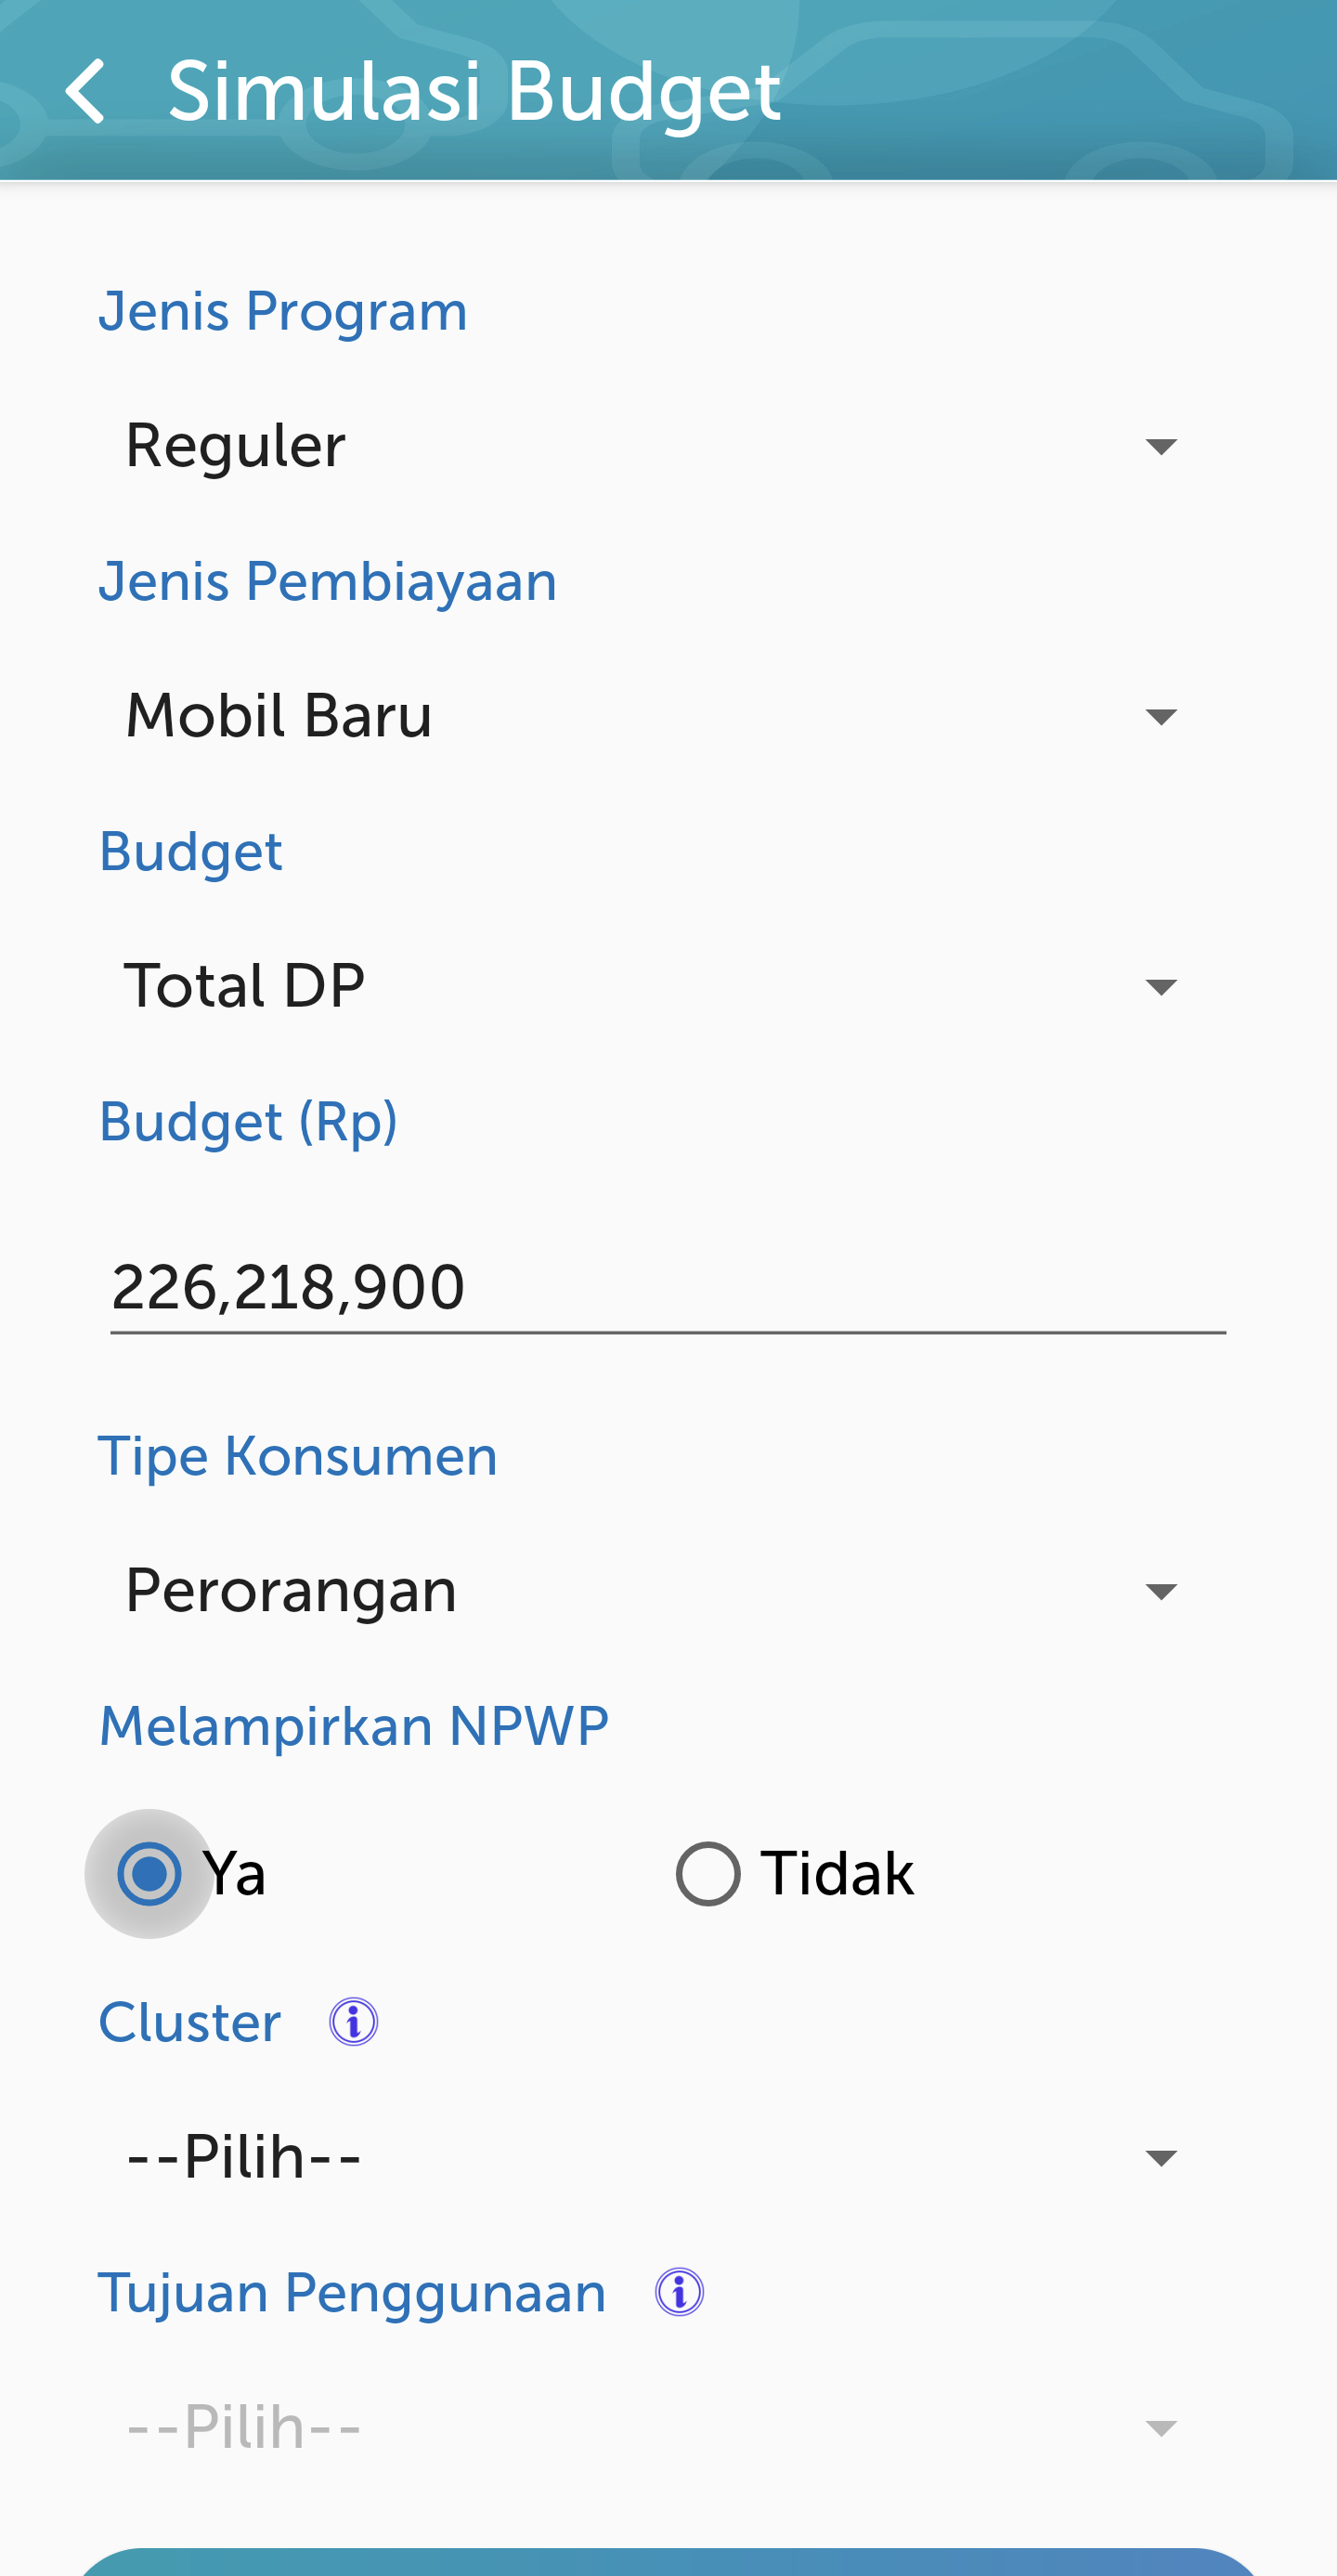 Simulasi Budget
Jenis Program
Reguler
Jenis Pembiayaan
Mobil Baru
Budget
Total DP
Budget (Rp)
226,218,900
Tipe Konsumen
Perorangan
Melampirkan NPWP
Ya Tidak
Cluster
--Pilih--
Tujuan Penggunaan
--Pilih--